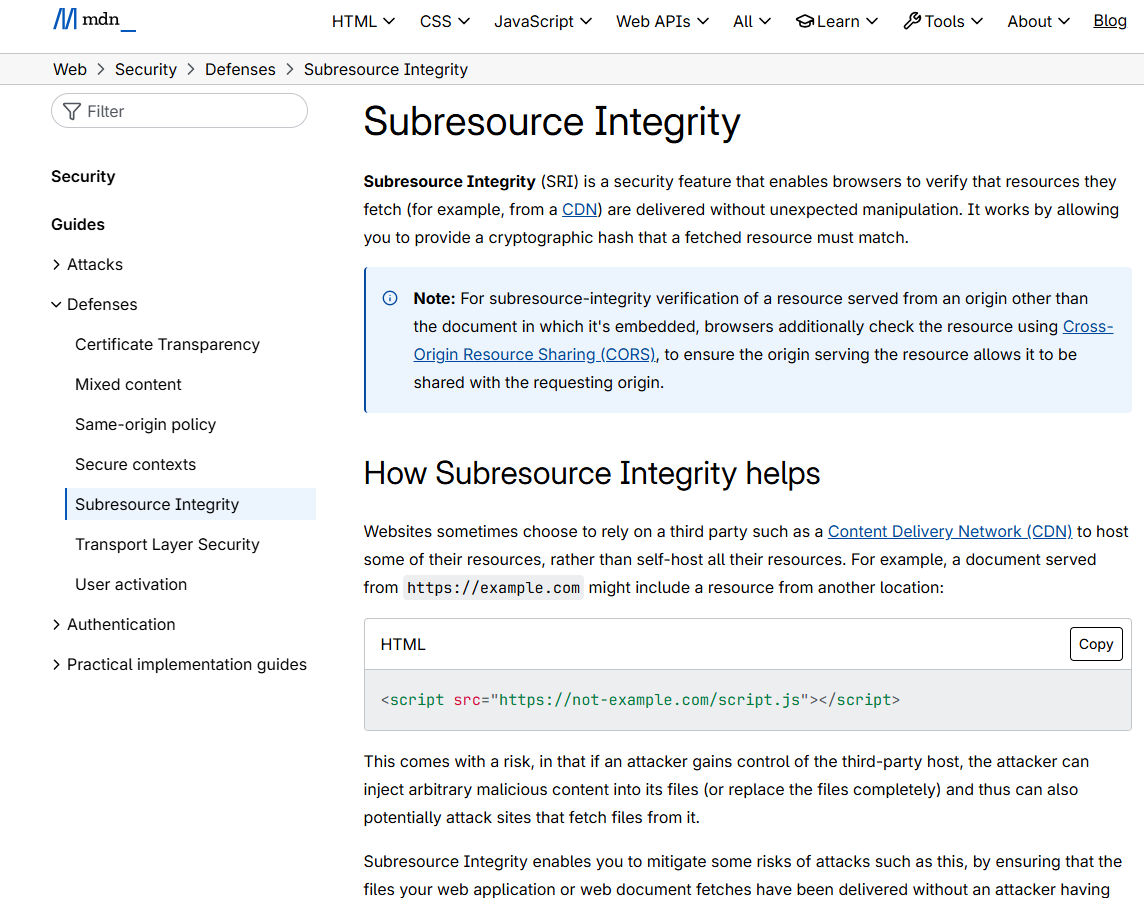 mdn_
HTML CSS JavaScript Web APIs All Learn Tools About Blog
Web > Security > Defenses > Subresource Integrity
Filter
Security
Guides
Attacks
Defenses
Certificate Transparency
Mixed content
Same-origin policy
Secure contexts
Subresource Integrity
Transport Layer Security
User activation
Authentication
Practical implementation guides
Subresource Integrity
Subresource Integrity (SRI) is a security feature that enables browsers to verify that resources they
fetch (for example, from a CDN) are delivered without unexpected manipulation. It works by allowing
you to provide a cryptographic hash that a fetched resource must match.
Note: For subresource-integrity verification of a resource served from an origin other than
the document in which it's embedded, browsers additionally check the resource using Cross-
Origin Resource Sharing (CORS), to ensure the origin serving the resource allows it to be
shared with the requesting origin.
How Subresource Integrity helps
Websites sometimes choose to rely on a third party such as a Content Delivery Network (CDN) to host
some of their resources, rather than self-host all their resources. For example, a document served
from https://example.com might include a resource from another location:
HTML
Copy
<script src="https://not-example.com/script.js"></script>
This comes with a risk, in that if an attacker gains control of the third-party host, the attacker can
inject arbitrary malicious content into its files (or replace the files completely) and thus can also
potentially attack sites that fetch files from it.
Subresource Integrity enables you to mitigate some risks of attacks such as this, by ensuring that the
files your web application or web document fetches have been delivered without an attacker having